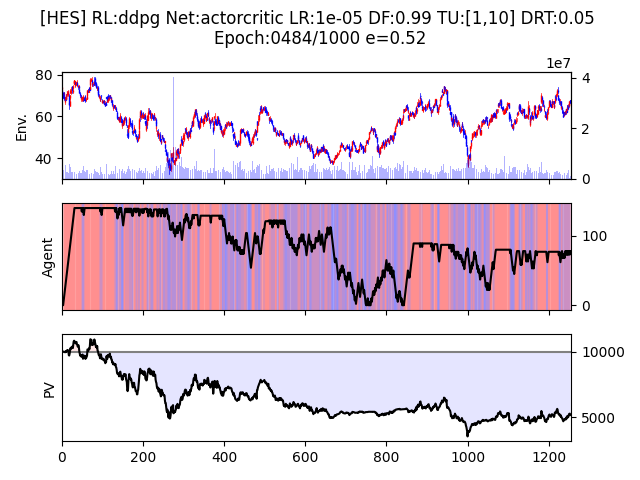 [HES] RL:ddpg Net:actorcritic LR:1e-05 DF:0.99 TU:[1,10] DRT:0.05
Epoch:0484/1000 e=0.52
1e7
80
60
40
Env.
4
2
0
Agent
100
0
PV
10000
5000
0 200 400 600 800 1000 1200